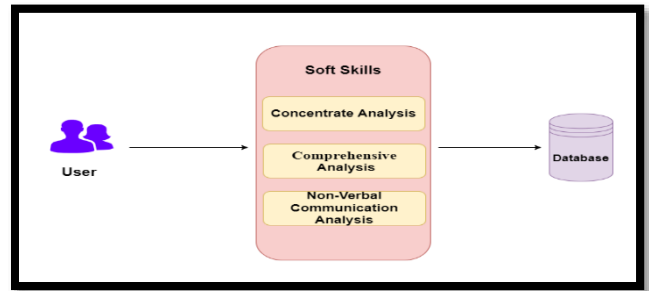 User
Soft Skills
Concentrate Analysis
Comprehensive
Analysis
Non-Verbal
Communication
Analysis
Database